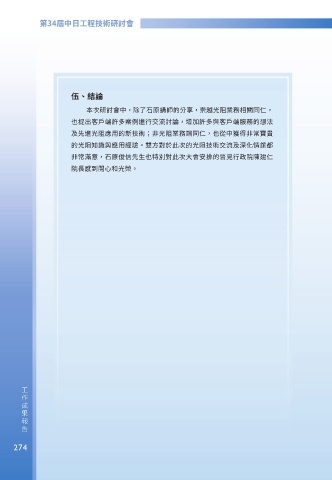 第34屆中日工程技術研討會
伍、結論
本次研討會中，除了石原講師的分享，永光光阻業務相關同仁，
也提出客戶端許多案例進行交流討論，增加許多與客戶端服務的想法
及先進光阻應用的新技術；非光阻業務端同仁，也從中獲得非常寶貴
的光阻知識與應用經驗。雙方對於此次的光阻技術交流及深化情誼都
非常滿意，石原俊信先生也特別對此次大會安排的晉見行政院陳建仁
院長感到開心和光榮。
工作成果報告
274